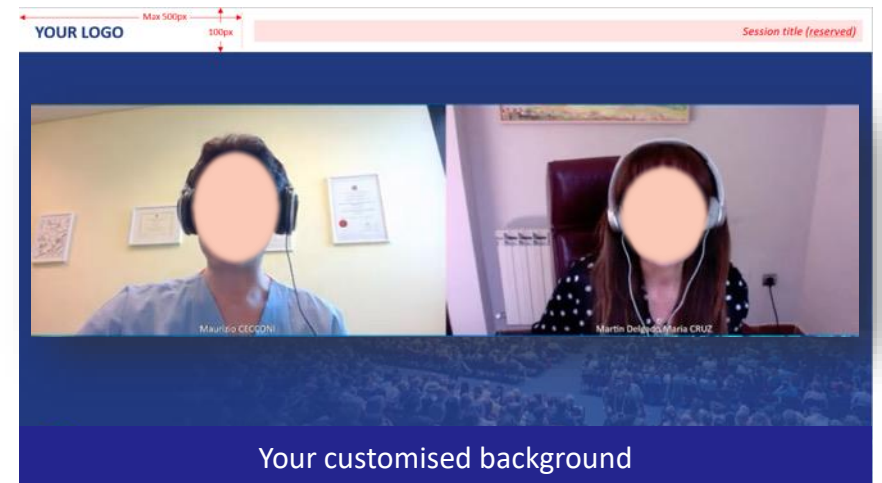 Max 500px
YOUR LOGO
100px
Session title (reserved)
Maurizio CECCONI
Martin Delgado Maria CRUZ
Your customised background